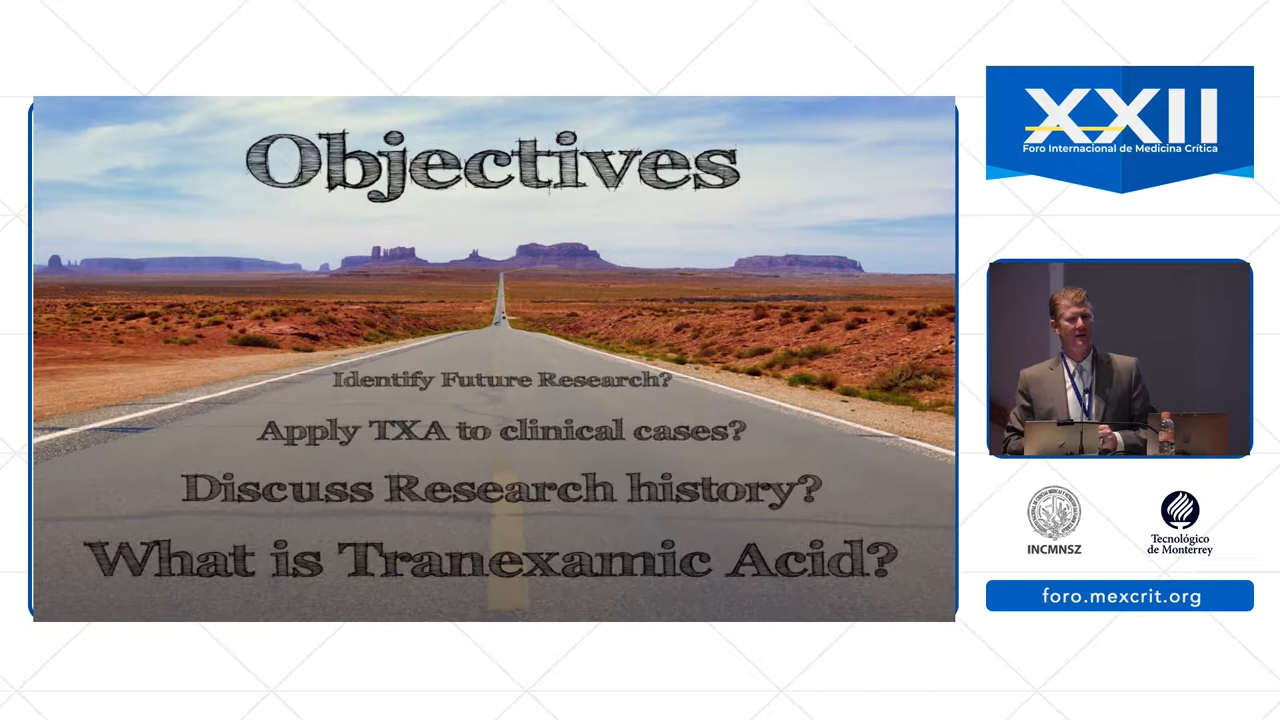 Objectives
Identify Future Research?
Apply TXA to clinical cases?
Discuss Research history?
What is Tranexamic Acid?
XXII
Foro Internacional de Medicina Crítica
INCMNSZ
Tecnológico
de Monterrey
foro.mexcrit.org